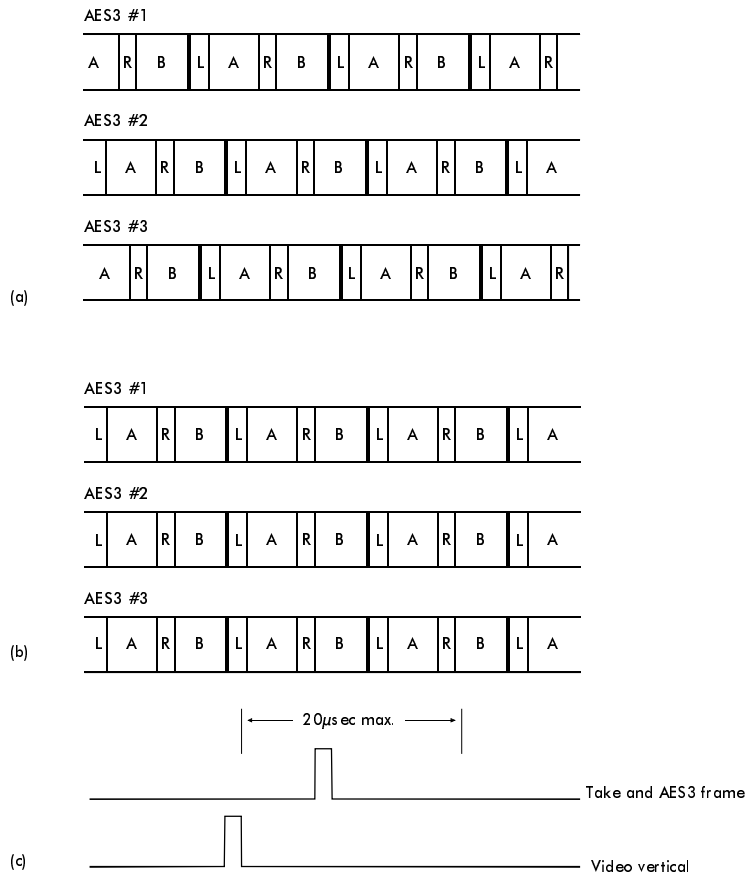 AES3 #1
A R B L A R B L A R B L A R
AES3 #2
L A R B L A R B L A R B L A
AES3 #3
A R B L A R B L A R B L A R
(a)
AES3 #1
L A R B L A R B L A R B L A
AES3 #2
L A R B L A R B L A R B L A
AES3 #3
L A R B L A R B L A R B L A
(b)
20μsec max.
Take and AES3 frame
(c)
Video vertical